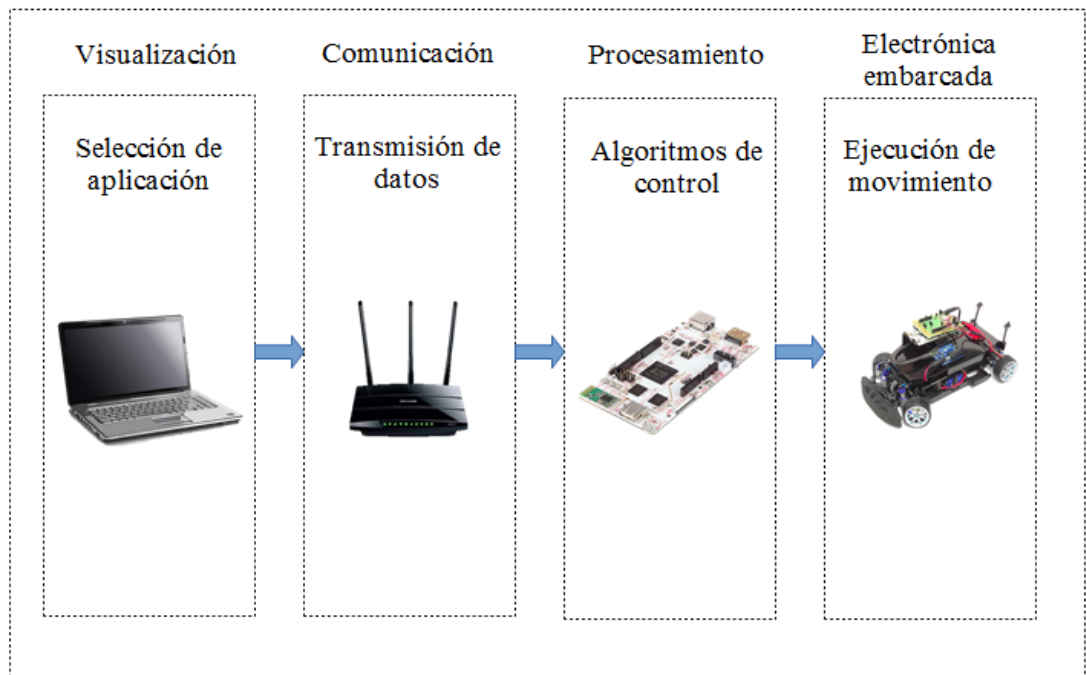 Visualización
Comunicación
Procesamiento
Electrónica
embarcada
Selección de
aplicación
Transmisión de
datos
Algoritmos de
control
Ejecución de
movimiento